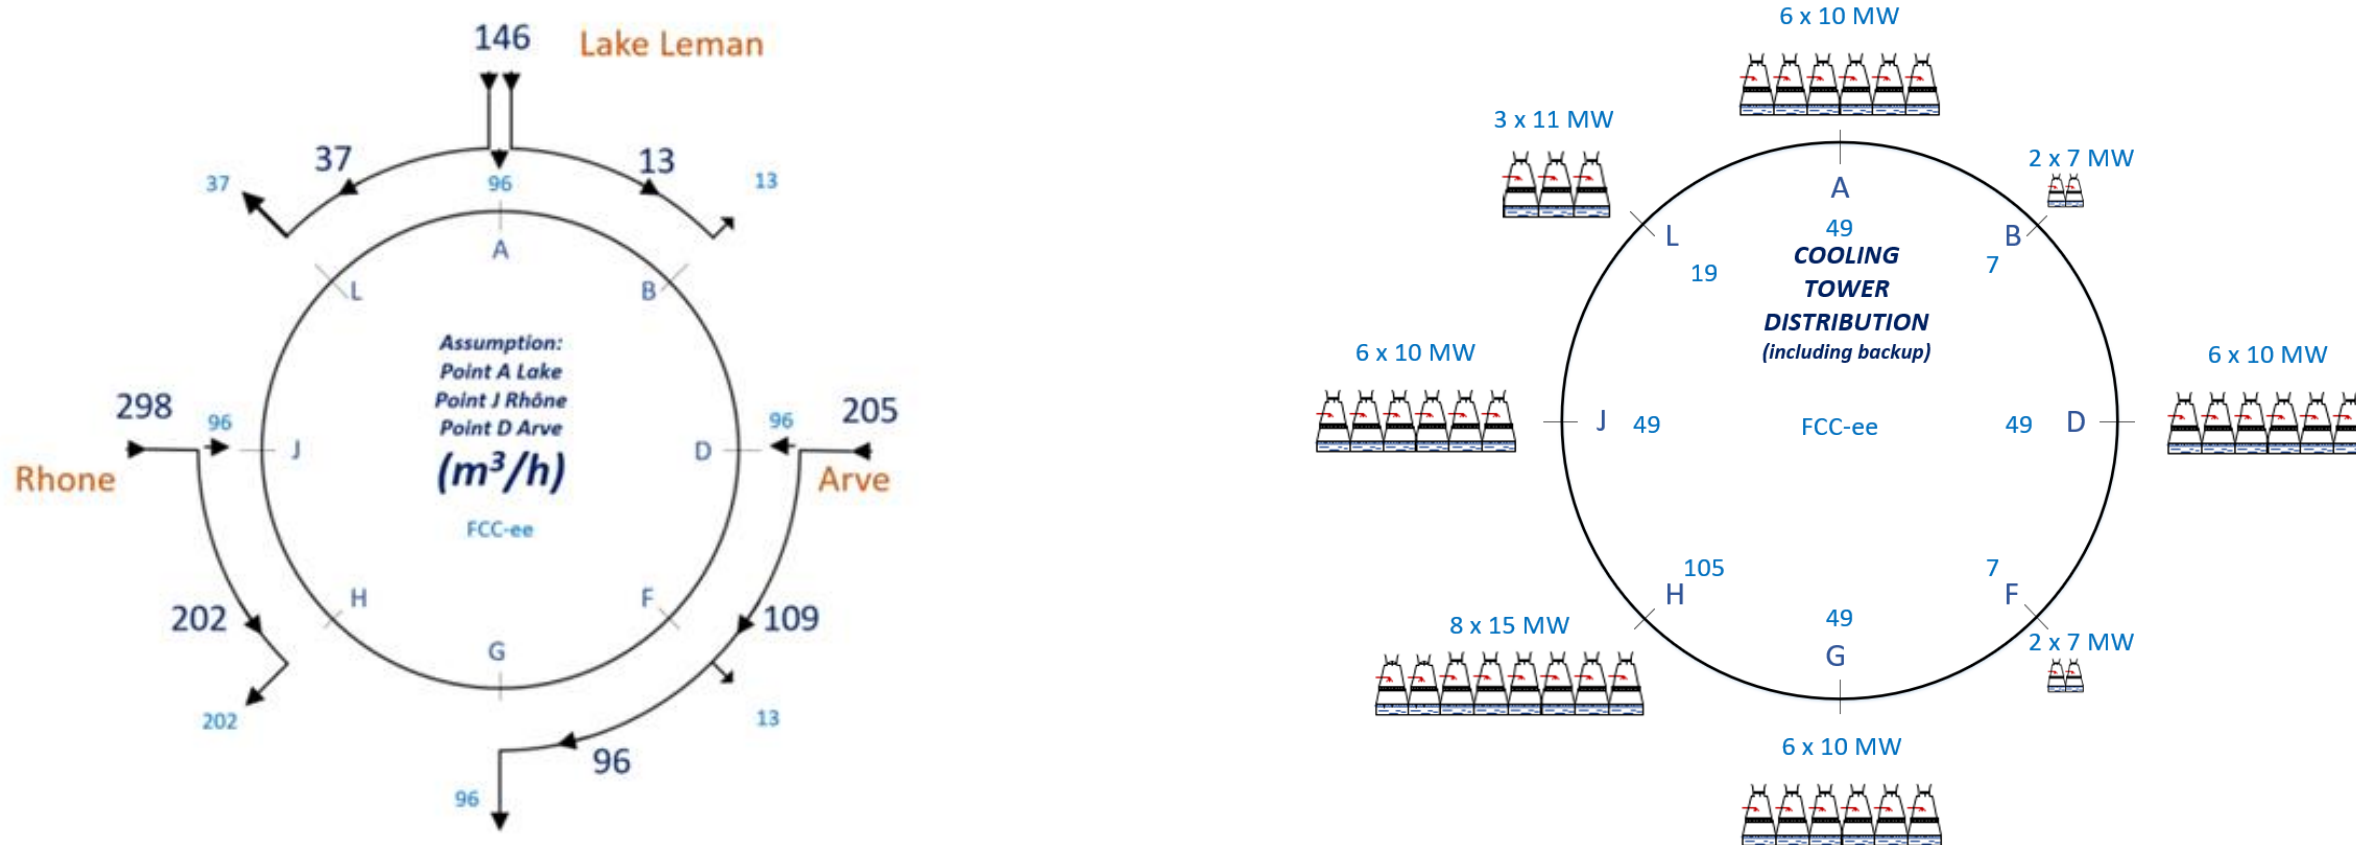 146
Lake Leman
37
13
37
96
13
A
L
B
Assumption:
Point A Lake
Point J Rhône
Point D Arve
(m³/h)
FCC-ee
298
96
J
Rhone
D
96
205
Arve
H
F
G
202
109
202
13
96
96
6 x 10 MW
3 x 11 MW
2 x 7 MW
A
49
L
B
19
7
COOLING
TOWER
DISTRIBUTION
(including backup)
6 x 10 MW
6 x 10 MW
J
49
FCC-ee
49
D
105
7
H
F
49
G
8 x 15 MW
2 x 7 MW
6 x 10 MW